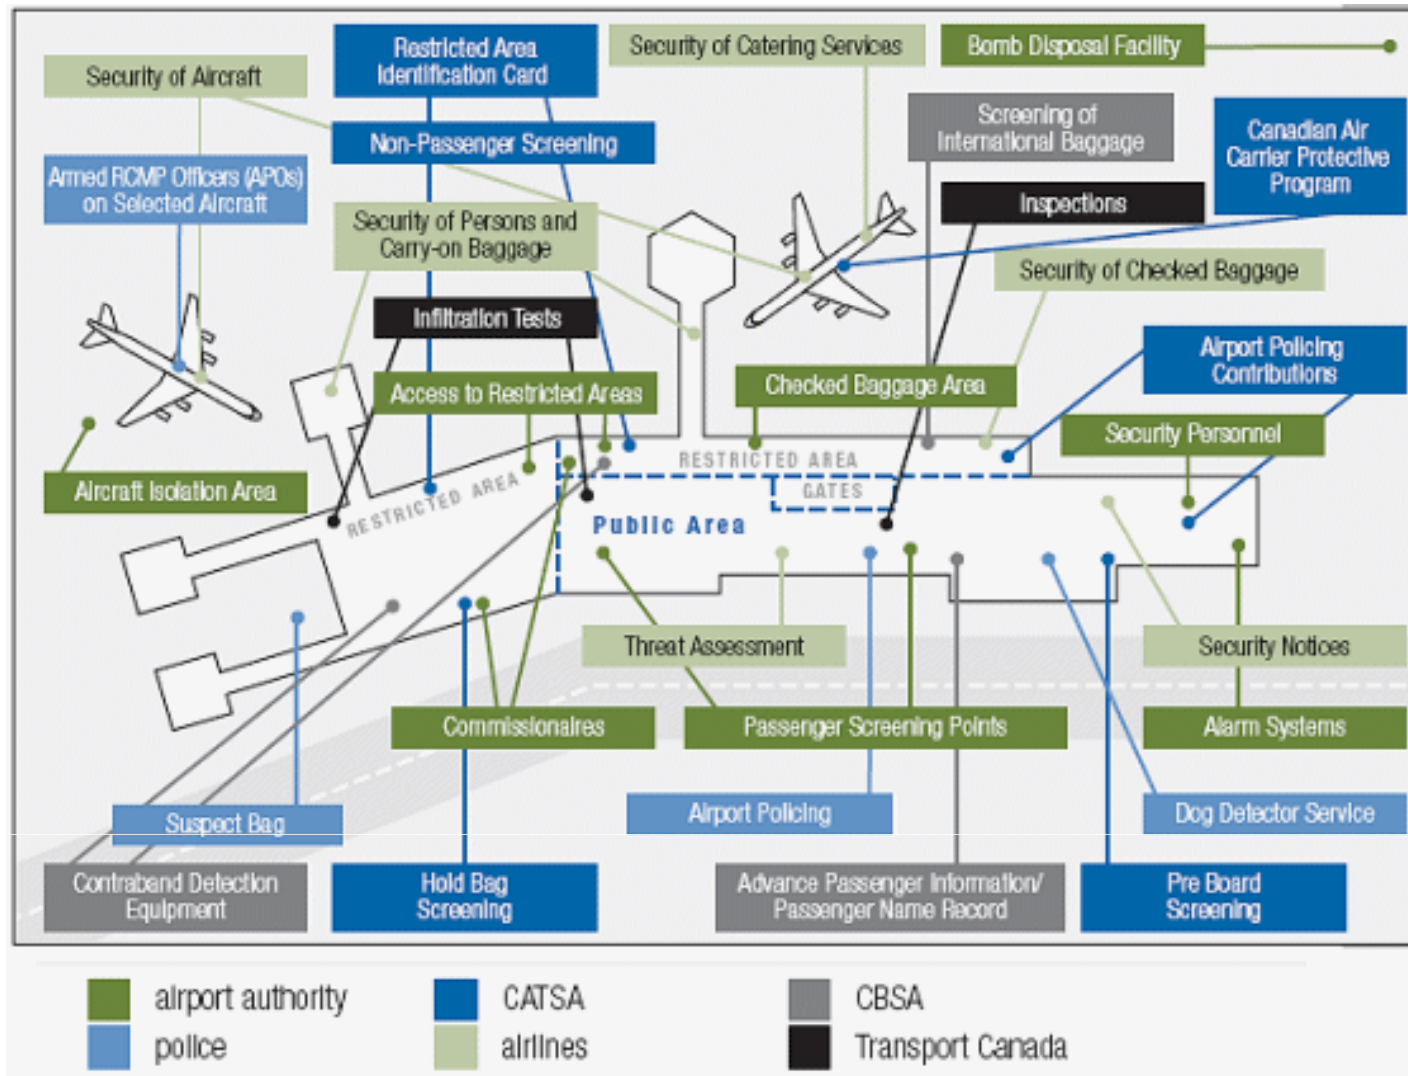 Security of Aircraft
Restricted Area
Identification Card
Security of Catering Services
Bomb Disposal Facility
Non-Passenger Screening
Screening of
International Baggage
Canadian Air
Carrier Protective
Program
Armed RCMP Officers (APOs)
on Selected Aircraft
Security of Persons and
Carry-on Baggage
Inspections
Security of Checked Baggage
Infiltration Tests
Airport Policing
Contributions
Access to Restricted Areas
Checked Baggage Area
Security Personnel
Aircraft Isolation Area
RESTRICTED AREA
RESTRICTED AREA
GATES
Public Area
Threat Assessment
Security Notices
Commissionaires
Passenger Screening Points
Alarm Systems
Suspect Bag
Airport Policing
Dog Detector Service
Contraband Detection
Equipment
Hold Bag
Screening
Advance Passenger Information/
Passenger Name Record
Pre Board
Screening
airport authority
CATSA
CBSA
police
airlines
Transport Canada